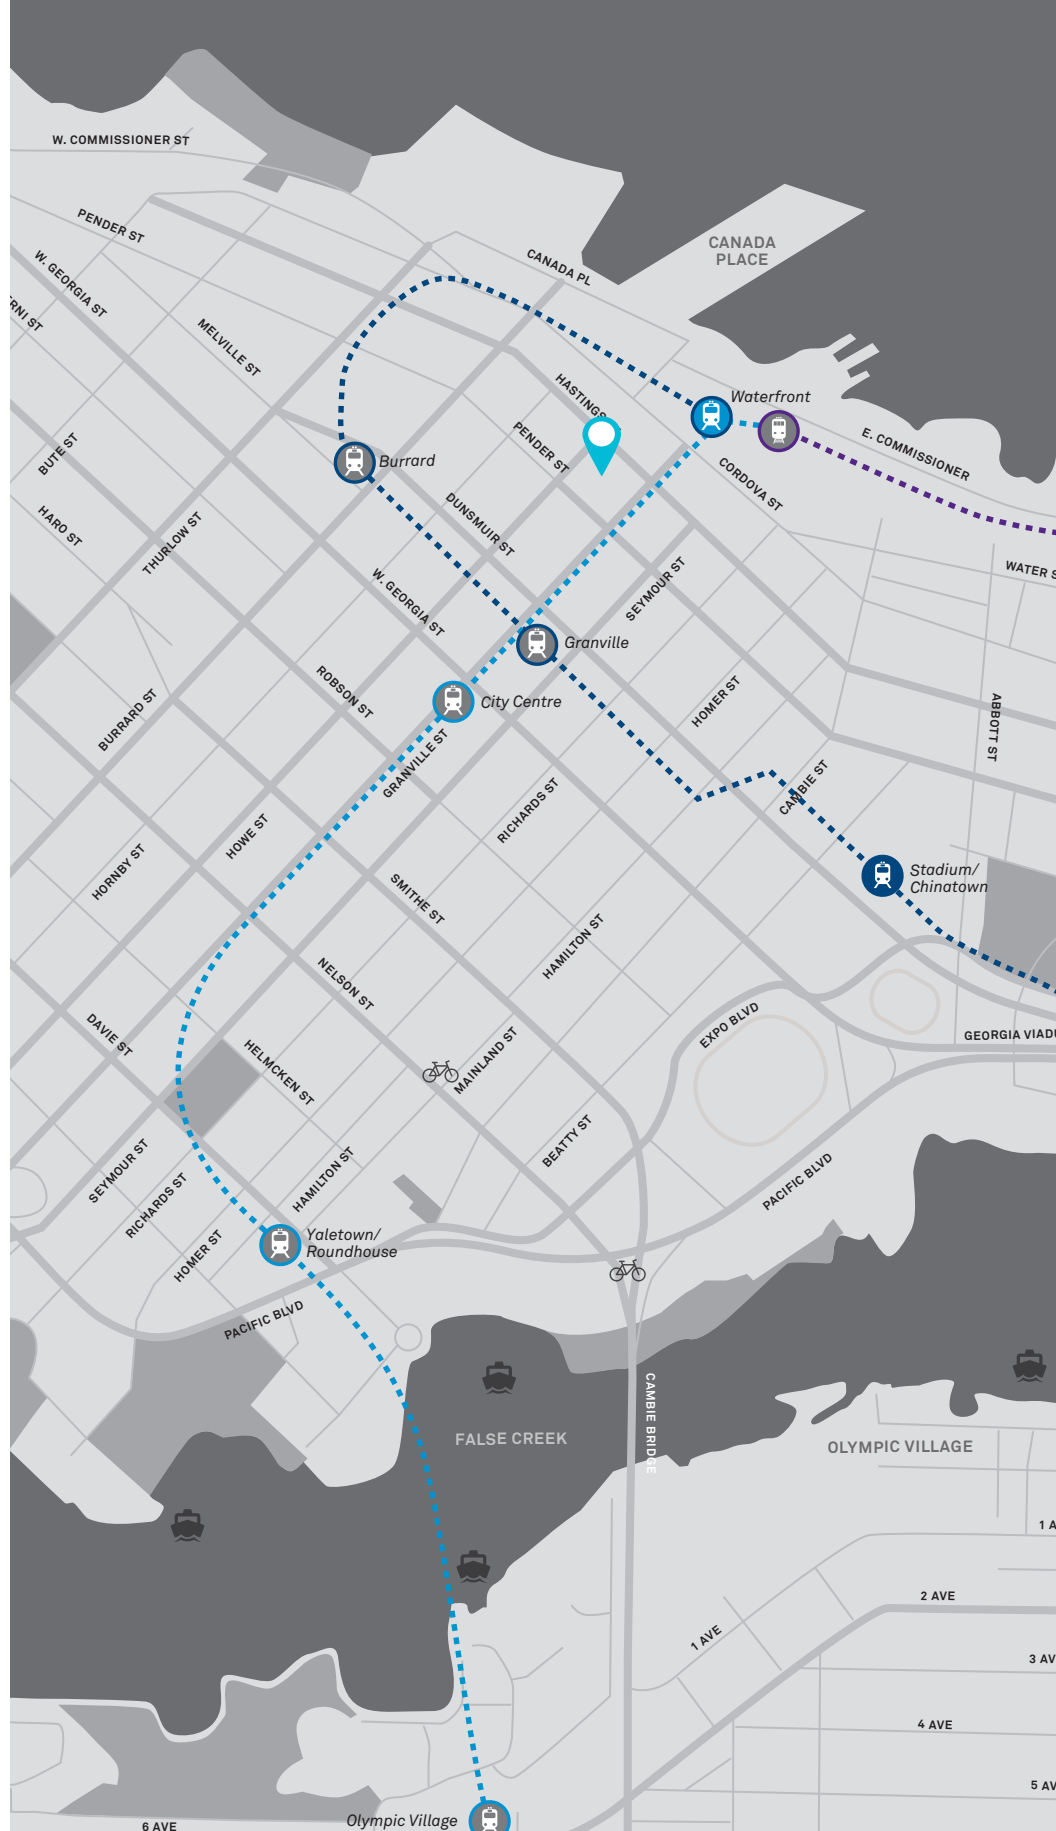 W. COMMISSIONER ST
PENDER ST
CANADA
PLACE
CANADA PL
W. GEORGIA ST
RNI ST
MELVILLE ST
HASTINGS
Waterfront
PENDER ST
E. COMMISSIONER
BUTE ST
Burrard
CORDOVA ST
HARO ST
THURLOW ST
DUNSMUIR ST
WATER S
W. GEORGIA ST
SEYMOUR ST
Granville
ROBSON ST
City Centre
HOMER ST
BURRARD ST
ABBOTT ST
GRANVILLE ST
CAMBIE ST
RICHARDS ST
HOWE ST
HORNBY ST
Stadium/
Chinatown
SMITHE ST
HAMILTON ST
NELSON ST
EXPO BLVD
DAVIE ST
GEORGIA VIADU
HELMCKEN ST
MAINLAND ST
BEATTY ST
SEYMOUR ST
RICHARDS ST
HAMILTON ST
PACIFIC BLVD
HOMER ST
Yaletown/
Roundhouse
PACIFIC BLVD
CAMBIE BRIDGE
FALSE CREEK
OLYMPIC VILLAGE
1 A
2 AVE
1 AVE
3 AV
4 AVE
5 AV
Olympic Village
6 AVE